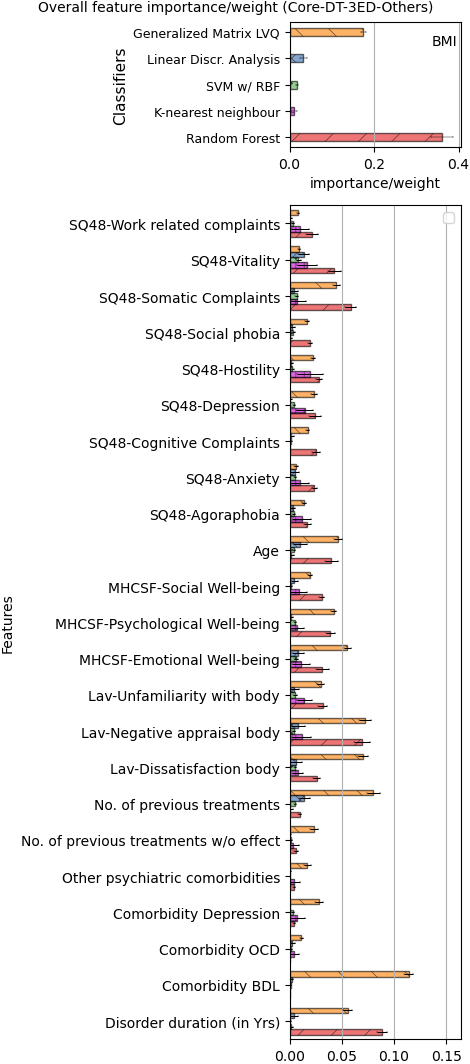 Overall feature importance/weight (Core-DT-3ED-Others)
Generalized Matrix LVQ
BMI
Linear Discr. Analysis
SVM w/ RBF
K-nearest neighbour
Random Forest
Classifiers
0.0 0.2 0.4
importance/weight
SQ48-Work related complaints
SQ48-Vitality
SQ48-Somatic Complaints
SQ48-Social phobia
SQ48-Hostility
SQ48-Depression
SQ48-Cognitive Complaints
SQ48-Anxiety
SQ48-Agoraphobia
Age
MHCSF-Social Well-being
MHCSF-Psychological Well-being
MHCSF-Emotional Well-being
Lav-Unfamiliarity with body
Lav-Negative appraisal body
Lav-Dissatisfaction body
No. of previous treatments
No. of previous treatments w/o effect
Other psychiatric comorbidities
Comorbidity Depression
Comorbidity OCD
Comorbidity BDL
Disorder duration (in Yrs)
Features
0.00 0.05 0.10 0.15